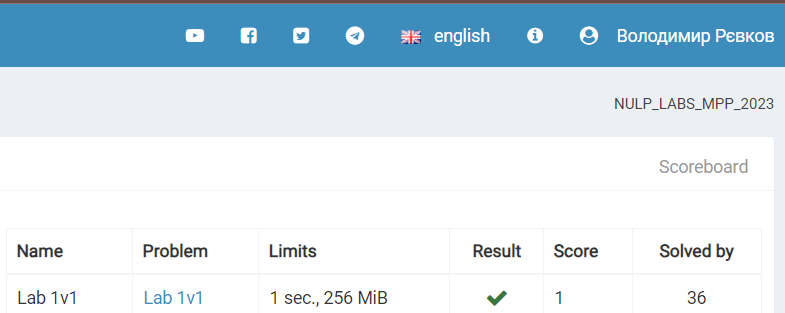 english Володимир Рєвков
NULP_LABS_MPP_2023
Scoreboard
Name Problem Limits Result Score Solved by
Lab 1v1 Lab 1v1 1 sec., 256 MiB 1 36